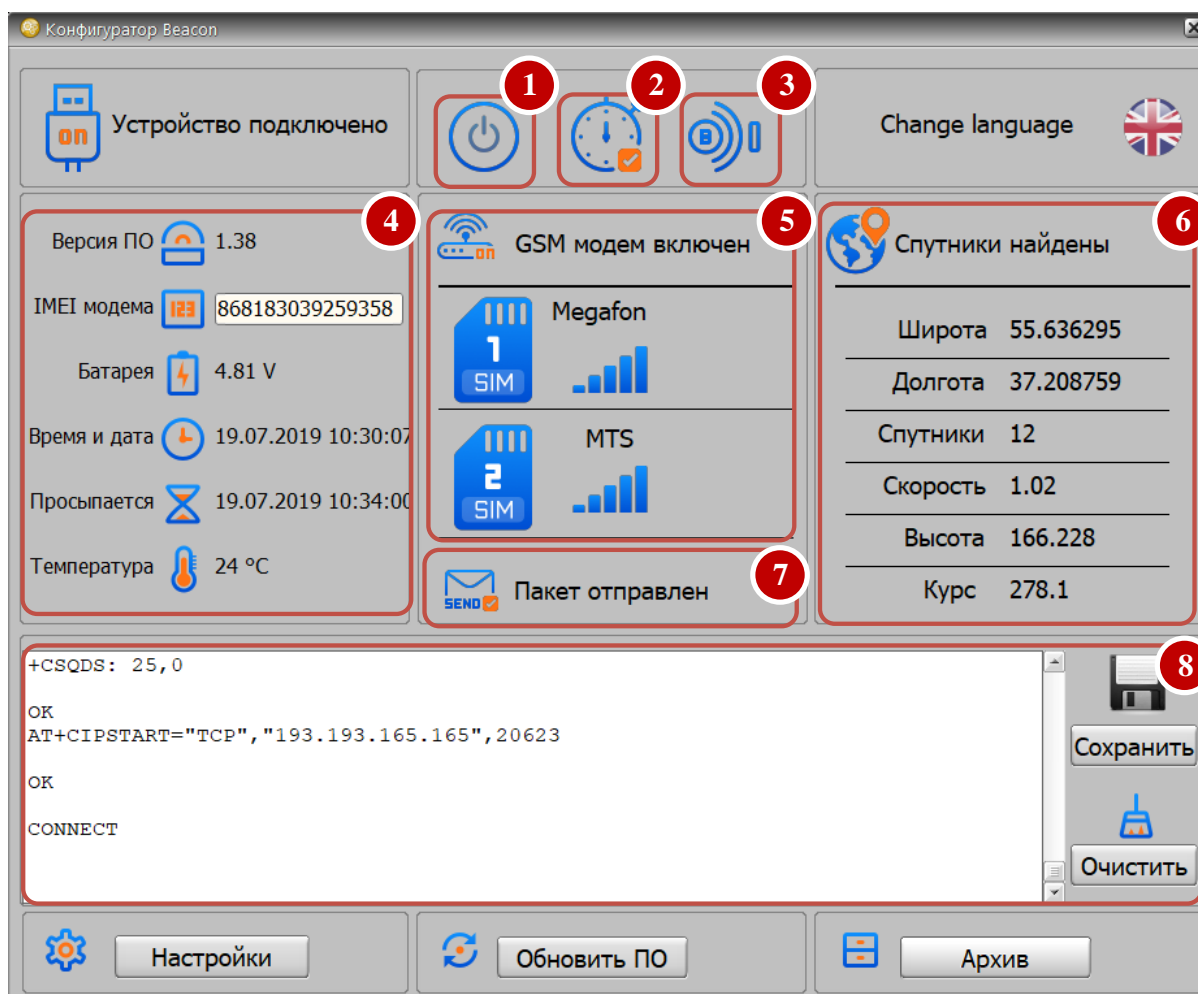 Конфигуратор Beacon
on
Устройство подключено
1
2
3
B
Change language
4
Версия ПО 1.38
IMEI модема 123 868183039259358
Батарея 4.81 V
Время и дата 19.07.2019 10:30:07
Просыпается 19.07.2019 10:34:00
Температура 24 °C
5
on
GSM модем включен
1
SIM
Megafon
2
SIM
MTS
6
Спутники найдены
Широта 55.636295
Долгота 37.208759
Спутники 12
Скорость 1.02
Высота 166.228
Курс 278.1
7
SEND
Пакет отправлен
8
+CSQDS: 25,0
OK
AT+CIPSTART="TCP","193.193.165.165",20623
OK
CONNECT
Сохранить
Очистить
Настройки
Обновить ПО
Архив